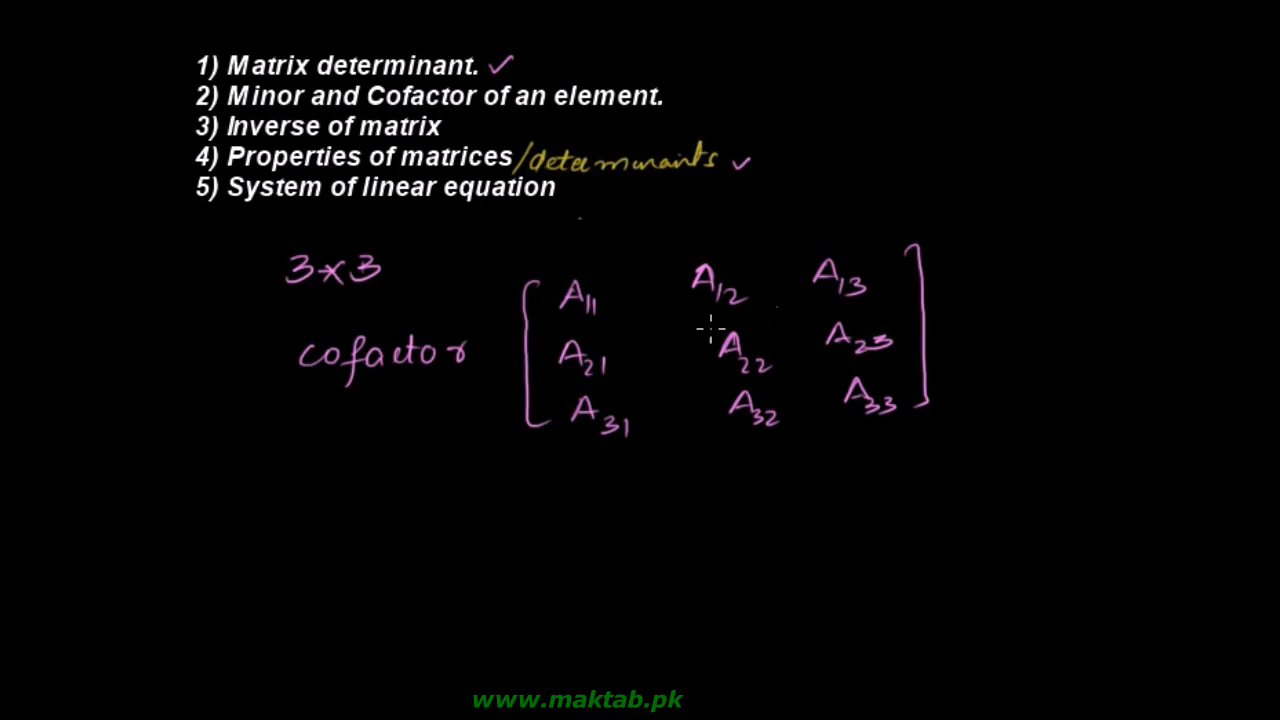 1) Matrix determinant. ✓
2) Minor and Cofactor of an element.
3) Inverse of matrix
4) Properties of matrices/determinants ✓
5) System of linear equation
3×3
cofactor
A11 A12 A13
A21 A22 A23
A31 A32 A33
www.maktab.pk